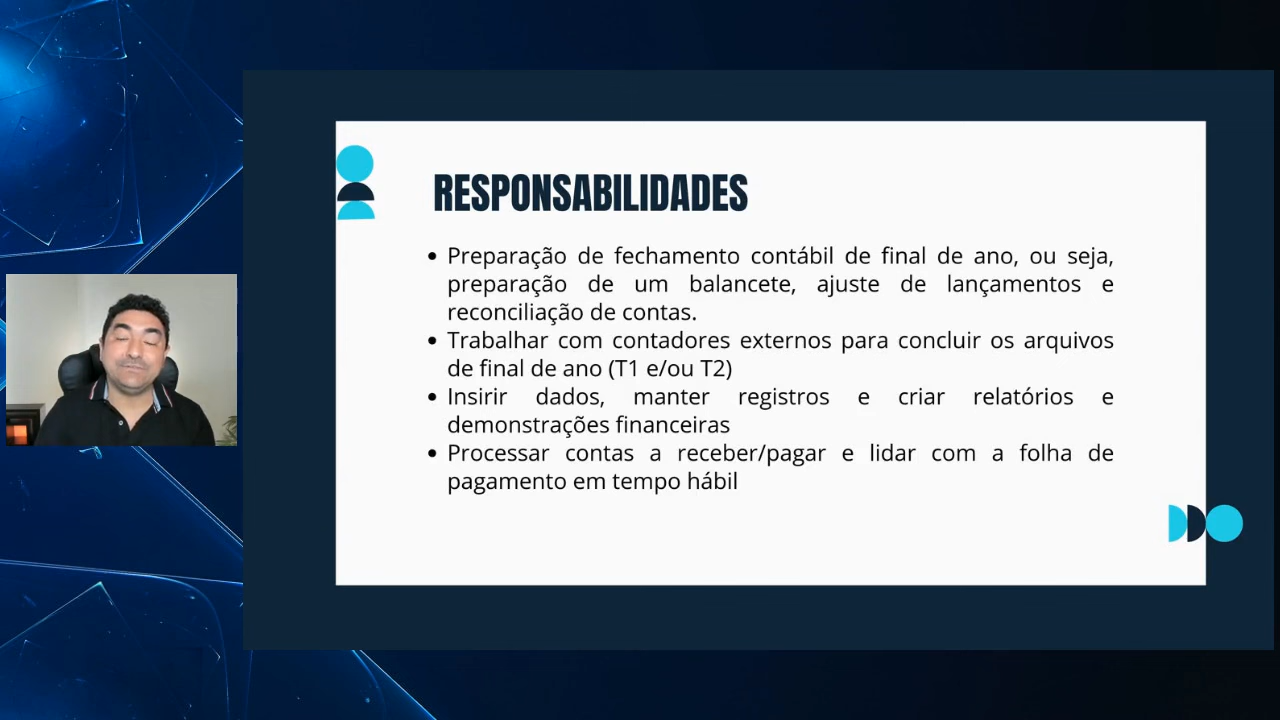 RESPONSABILIDADES
• Preparação de fechamento contábil de final de ano, ou seja,
preparação de um balancete, ajuste de lançamentos e
reconciliação de contas.
• Trabalhar com contadores externos para concluir os arquivos
de final de ano (T1 e/ou T2)
• Insirir dados, manter registros e criar relatórios e
demonstrações financeiras
• Processar contas a receber/pagar e lidar com a folha de
pagamento em tempo hábil